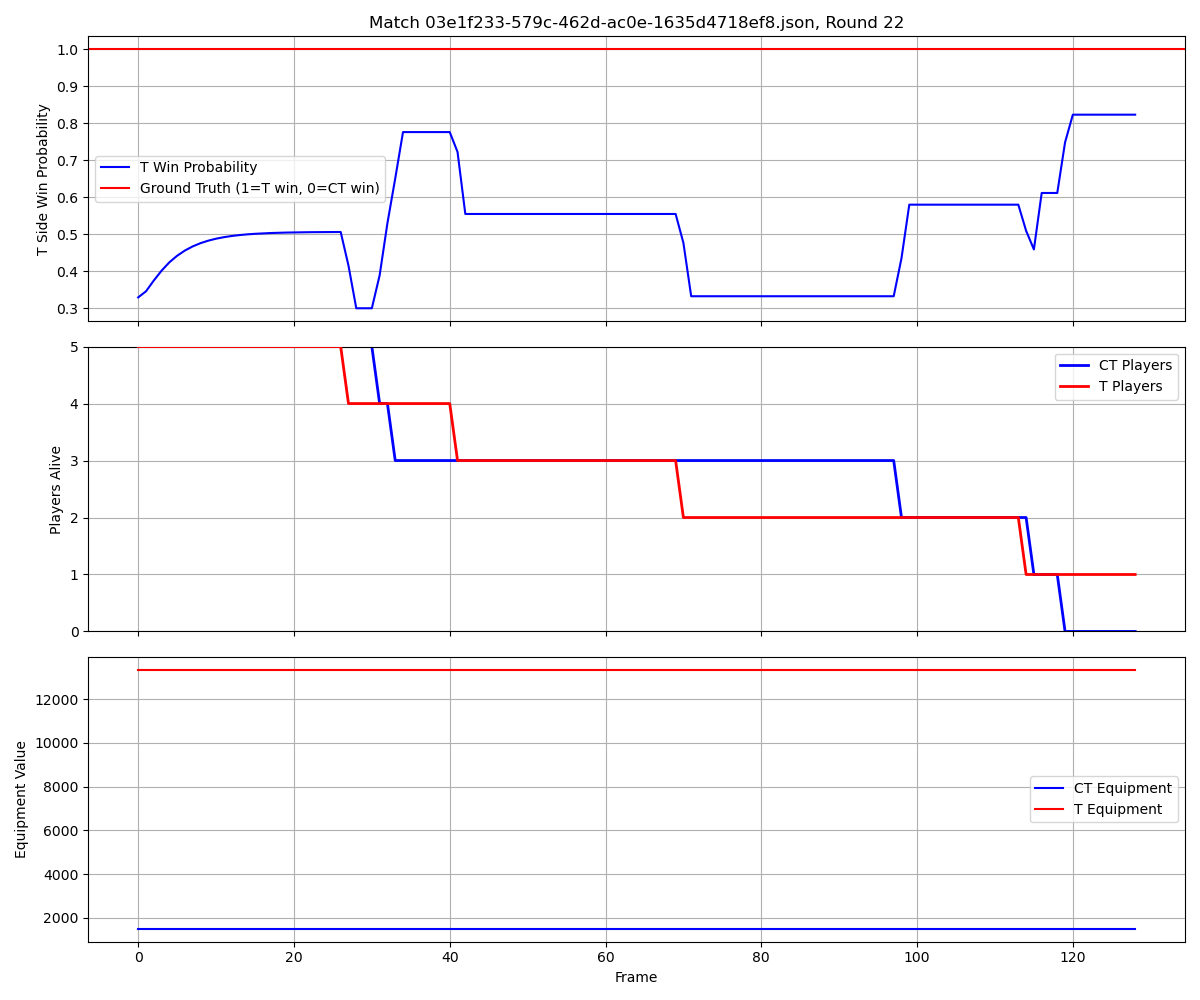 Match 03e1f233-579c-462d-ac0e-1635d4718ef8.json, Round 22
T Side Win Probability
1.0
0.9
0.8
0.7
0.6
0.5
0.4
0.3
T Win Probability
Ground Truth (1=T win, 0=CT win)
Players Alive
5
4
3
2
1
0
CT Players
T Players
Equipment Value
12000
10000
8000
6000
4000
2000
CT Equipment
T Equipment
0 20 40 60 80 100 120
Frame